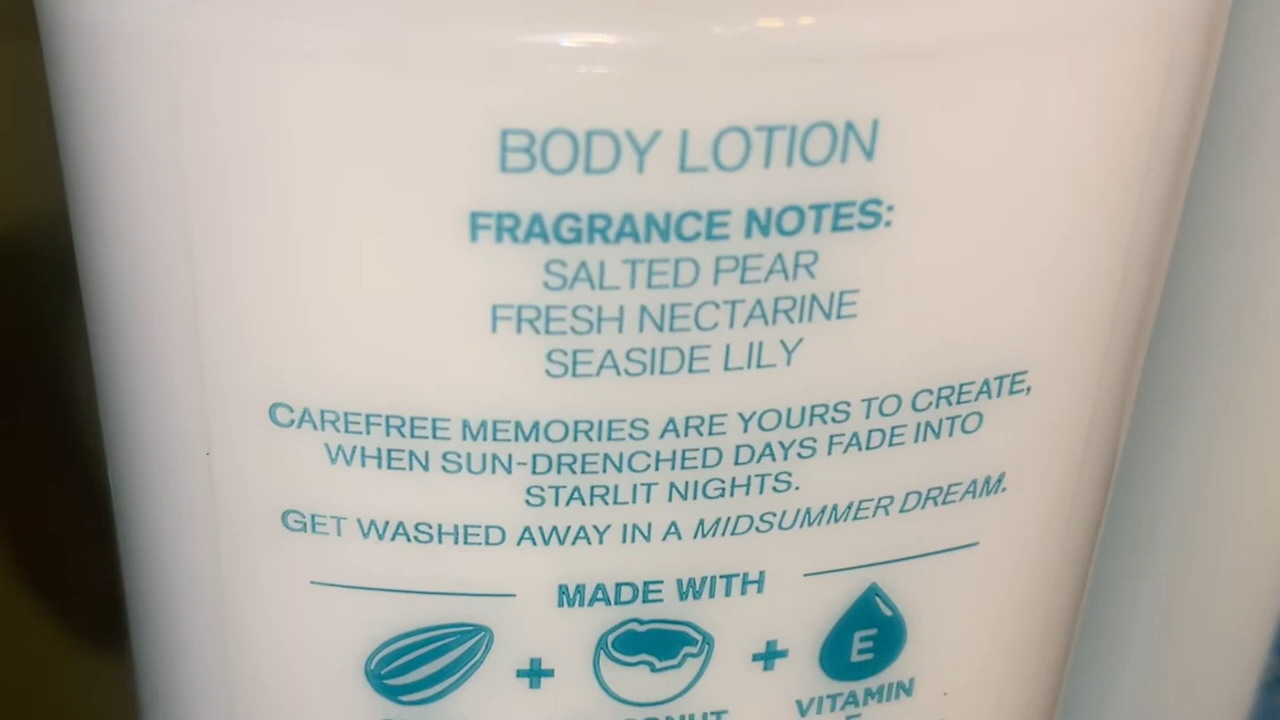 BODY LOTION
FRAGRANCE NOTES:
SALTED PEAR
FRESH NECTARINE
SEASIDE LILY
CAREFREE MEMORIES ARE YOURS TO CREATE,
WHEN SUN-DRENCHED DAYS FADE INTO
STARLIT NIGHTS.
GET WASHED AWAY IN A MIDSUMMER DREAM.
MADE WITH
+ + E
VITAMIN